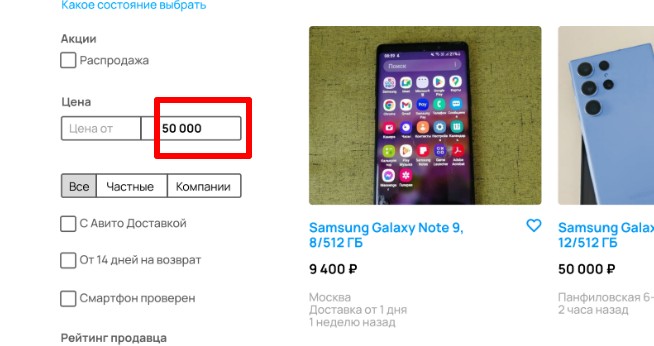 Какое состояние выбрать
Акции
Распродажа
Цена
Цена от
50 000
Все
Частные
Компании
С Авито Доставкой
От 14 дней на возврат
Смартфон проверен
Рейтинг продавца
Поиск
Samsung Galaxy Note 9,
8/512 ГБ
9 400 ₽
Москва
Доставка от 1 дня
1 неделю назад
Samsung Galax
12/512 ГБ
50 000 ₽
Панфиловская 6-
2 часа назад